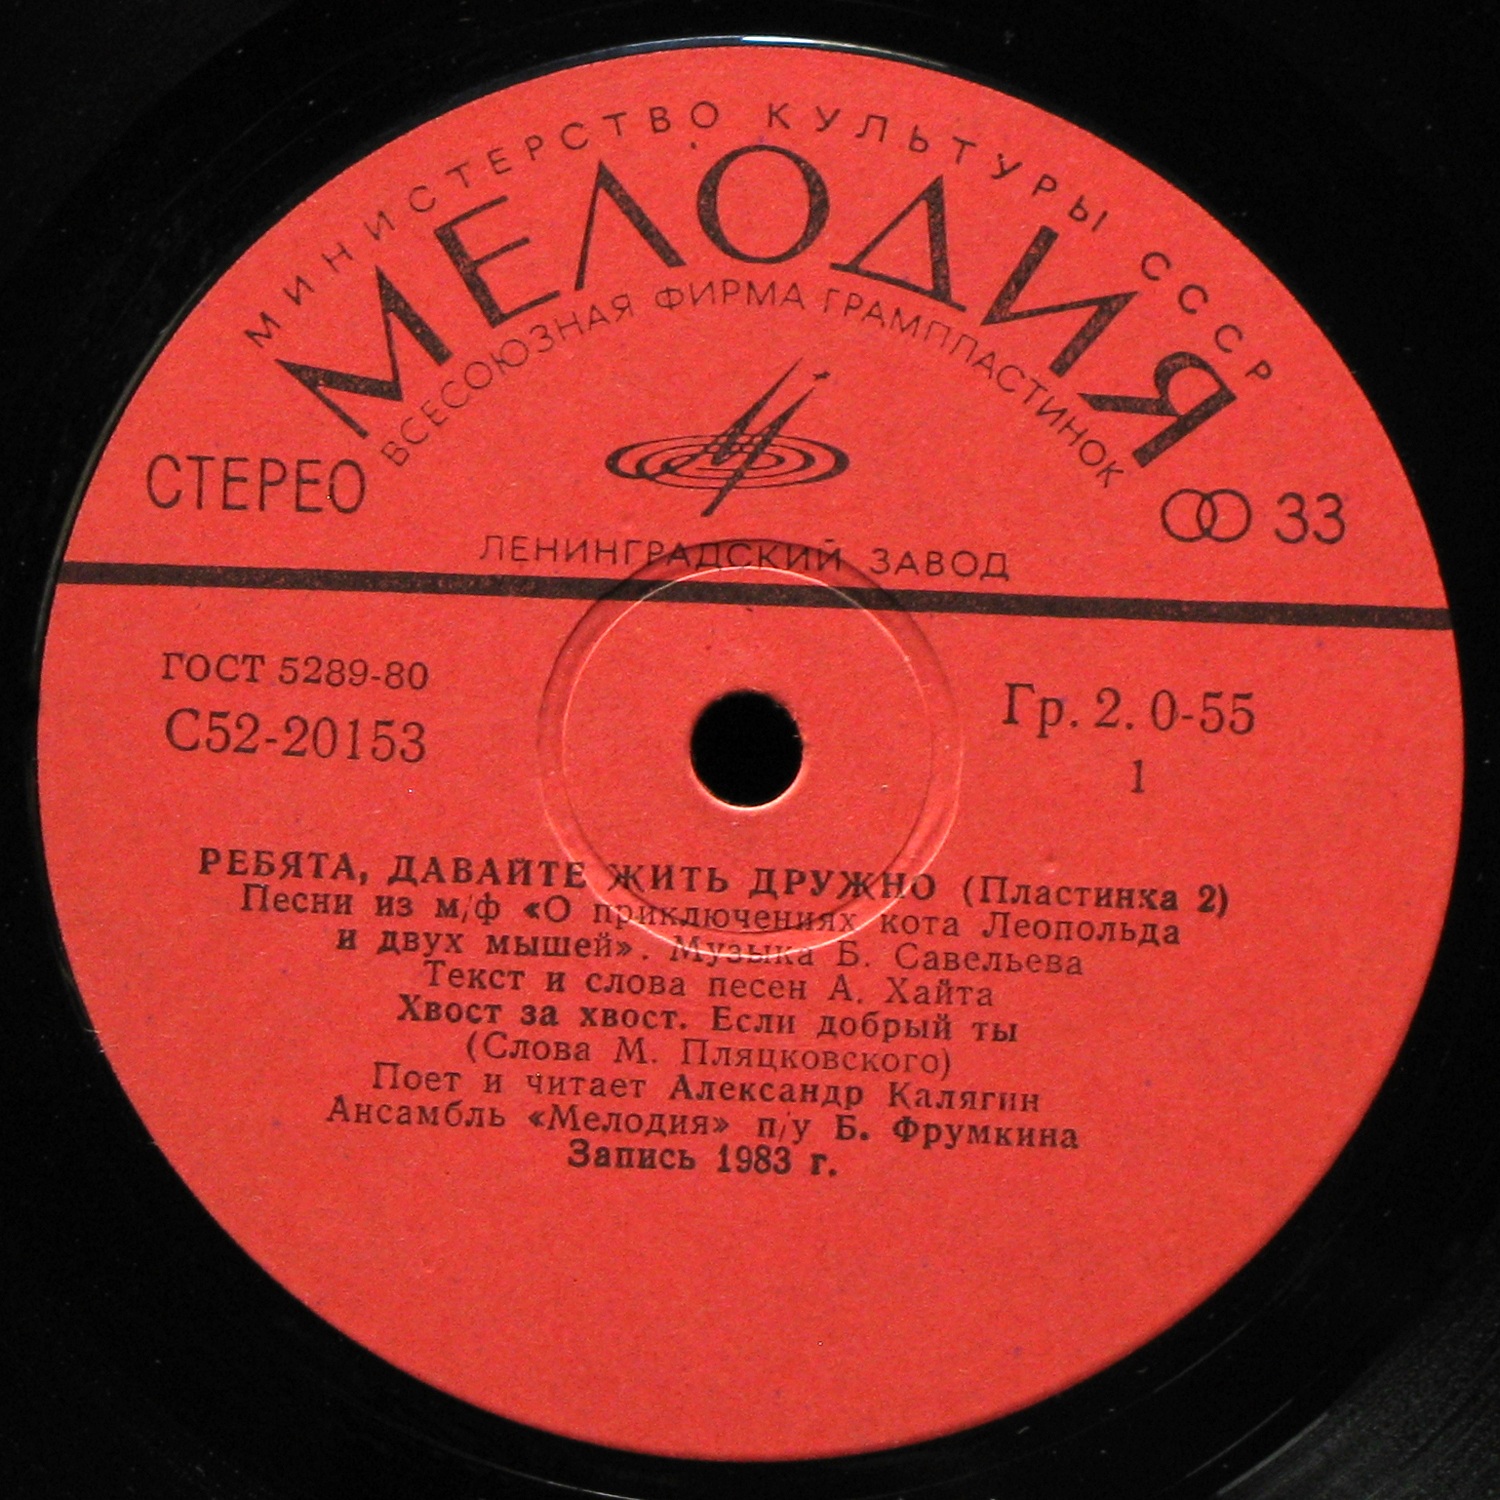 МИНИСТЕРСТВО КУЛЬТУРЫ СССР
МЕЛОДИЯ
ВСЕСОЮЗНАЯ ФИРМА ГРАМПЛАСТИНОК
СТЕРЕО
33
ЛЕНИНГРАДСКИЙ ЗАВОД
ГОСТ 5289-80
С52-20153
Гр. 2. 0-55
1
РЕБЯТА, ДАВАЙТЕ ЖИТЬ ДРУЖНО (Пластинка 2)
Песни из м/ф «О приключениях кота Леопольда
и двух мышей». Музыка Б. Савельева
Текст и слова песен А. Хайта
Хвост за хвост. Если добрый ты
(Слова М. Пляцковского)
Поет и читает Александр Калягин
Ансамбль «Мелодия» п/у Б. Фрумкина
Запись 1983 г.